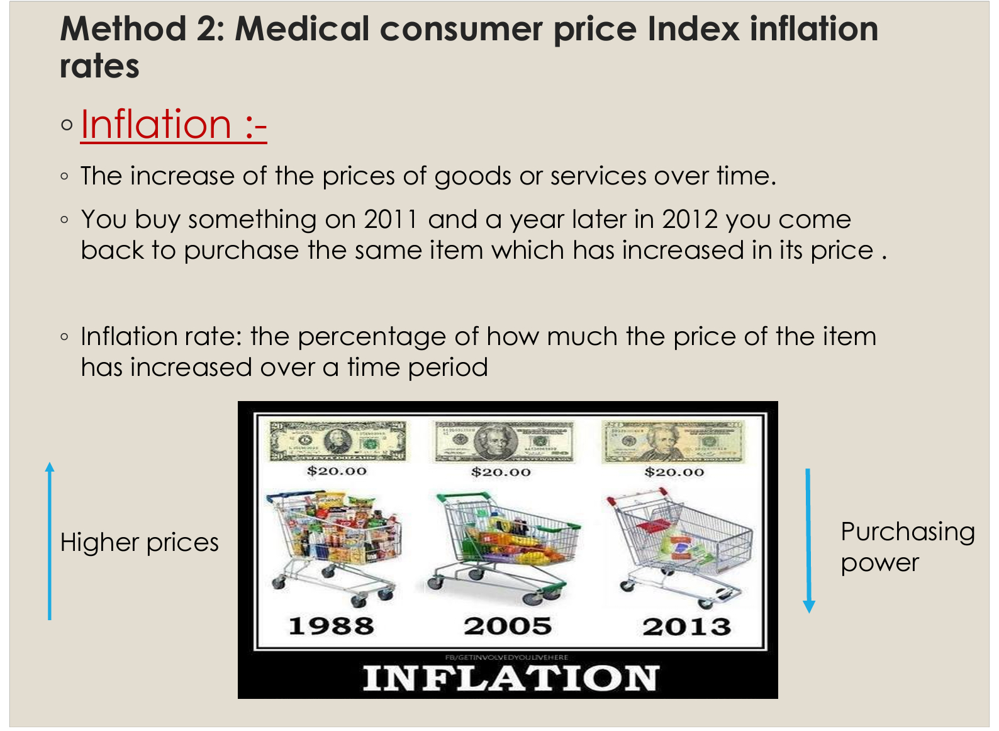 Method 2: Medical consumer price Index inflation
rates
◦ Inflation :-
◦ The increase of the prices of goods or services over time.
◦ You buy something on 2011 and a year later in 2012 you come
back to purchase the same item which has increased in its price .
◦ Inflation rate: the percentage of how much the price of the item
has increased over a time period
$20.00 $20.00 $20.00
Higher prices
Purchasing
power
1988 2005 2013
FB/GETINVOLVEDYOULIVEHERE
INFLATION